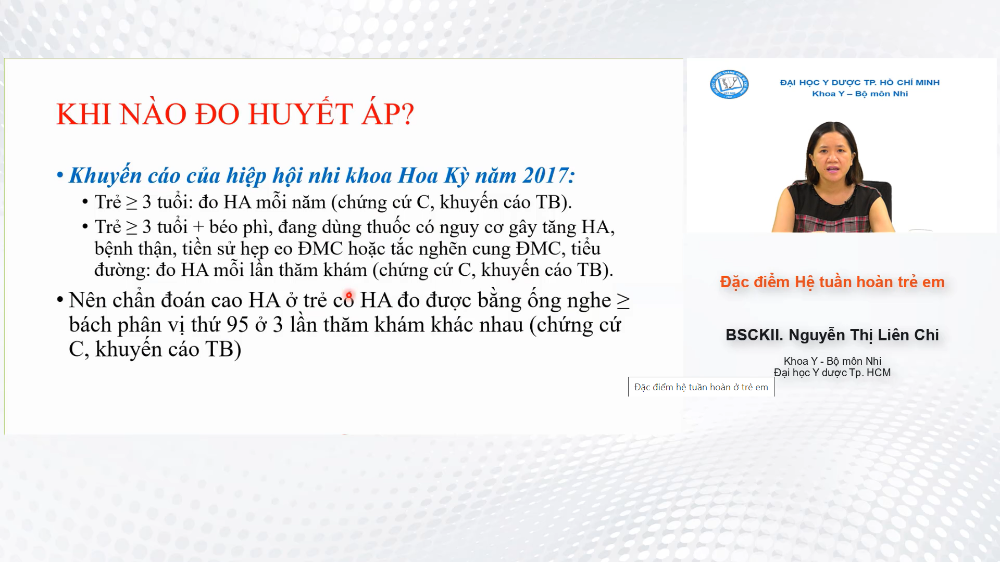 KHI NÀO ĐO HUYẾT ÁP?
• Khuyến cáo của hiệp hội nhi khoa Hoa Kỳ năm 2017:
• Trẻ ≥ 3 tuổi: đo HA mỗi năm (chứng cứ C, khuyến cáo TB).
• Trẻ ≥ 3 tuổi + béo phì, đang dùng thuốc có nguy cơ gây tăng HA,
bệnh thận, tiền sử hẹp eo ĐMC hoặc tắc nghẽn cung ĐMC, tiểu
đường: đo HA mỗi lần thăm khám (chứng cứ C, khuyến cáo TB).
• Nên chẩn đoán cao HA ở trẻ có HA đo được bằng ống nghe ≥
bách phân vị thứ 95 ở 3 lần thăm khám khác nhau (chứng cứ
C, khuyến cáo TB)
ĐẠI HỌC Y DƯỢC TP. HỒ CHÍ MINH
Khoa Y – Bộ môn Nhi
Đặc điểm Hệ tuần hoàn trẻ em
BSCKII. Nguyễn Thị Liên Chi
Khoa Y - Bộ môn Nhi
Đại học Y dược Tp. HCM
Đặc điểm hệ tuần hoàn ở trẻ em